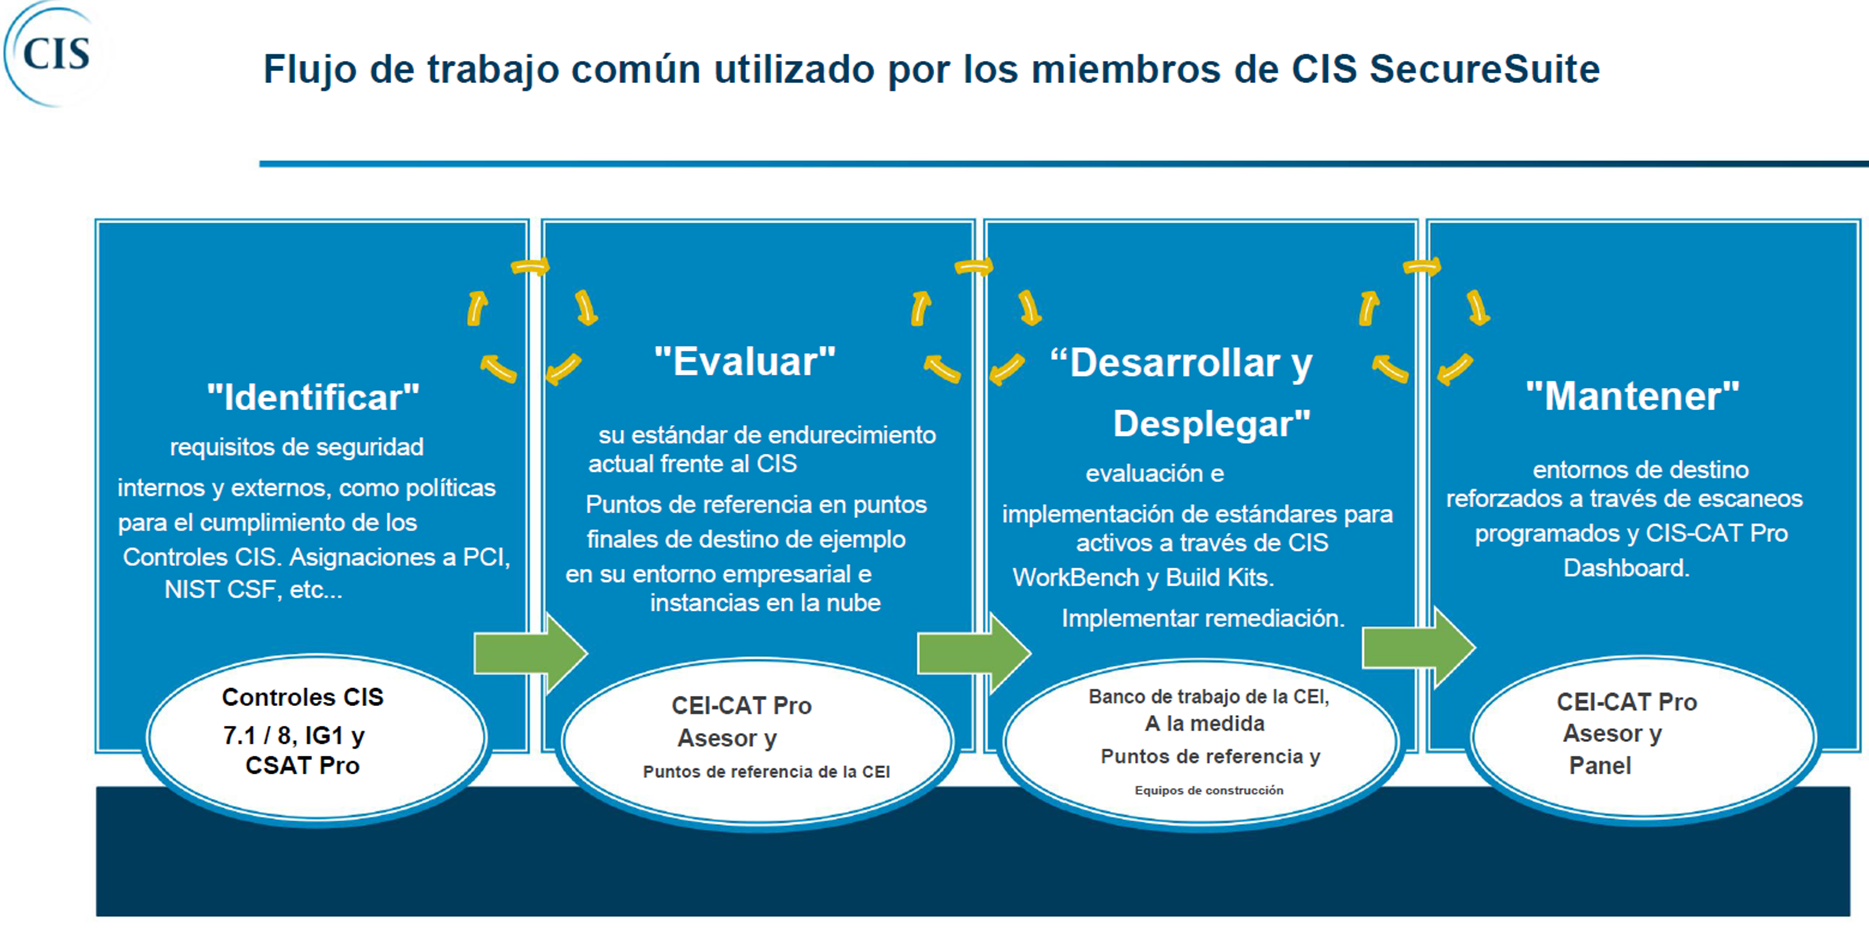 CIS
Flujo de trabajo común utilizado por los miembros de CIS SecureSuite
"Identificar"
requisitos de seguridad
internos y externos, como políticas
para el cumplimiento de los
Controles CIS. Asignaciones a PCI,
NIST CSF, etc...
Controles CIS
7.1 / 8, IG1 y
CSAT Pro
"Evaluar"
su estándar de endurecimiento
actual frente al CIS
Puntos de referencia en puntos
finales de destino de ejemplo
en su entorno empresarial e
instancias en la nube
CEI-CAT Pro
Asesor y
Puntos de referencia de la CEI
“Desarrollar y
Desplegar"
evaluación e
implementación de estándares para
activos a través de CIS
WorkBench y Build Kits.
Implementar remediación.
Banco de trabajo de la CEI,
A la medida
Puntos de referencia y
Equipos de construcción
"Mantener"
entornos de destino
reforzados a través de escaneos
programados y CIS-CAT Pro
Dashboard.
CEI-CAT Pro
Asesor y
Panel